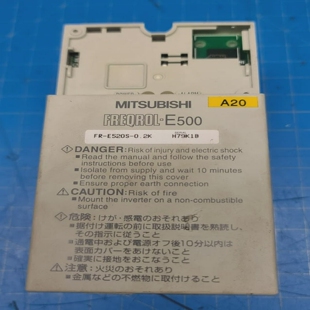 MITSUBISHI
A20
FREQROL-E500
FR-E520S-0.2K H79K18
DANGER: Risk of injury and electric shock
● Read the manual and follow the safety
instructions before use.
● Isolate from supply and wait 10 minutes
before removing this cover.
● Ensure proper earth connection
CAUTION: Risk of fire
● Mount the inverter on a non-combustible
surface.
危険:けが・感電のおそれあり
● 据付け運転の前に取扱説明書を熟読し、
その指示に従うこと
● 通電中および電源オフ後10分以内は
表面カバーをあけないこと
● 確実に接地をおこなうこと
注意:火災のおそれあり
● 金属などの不燃物に取付けること